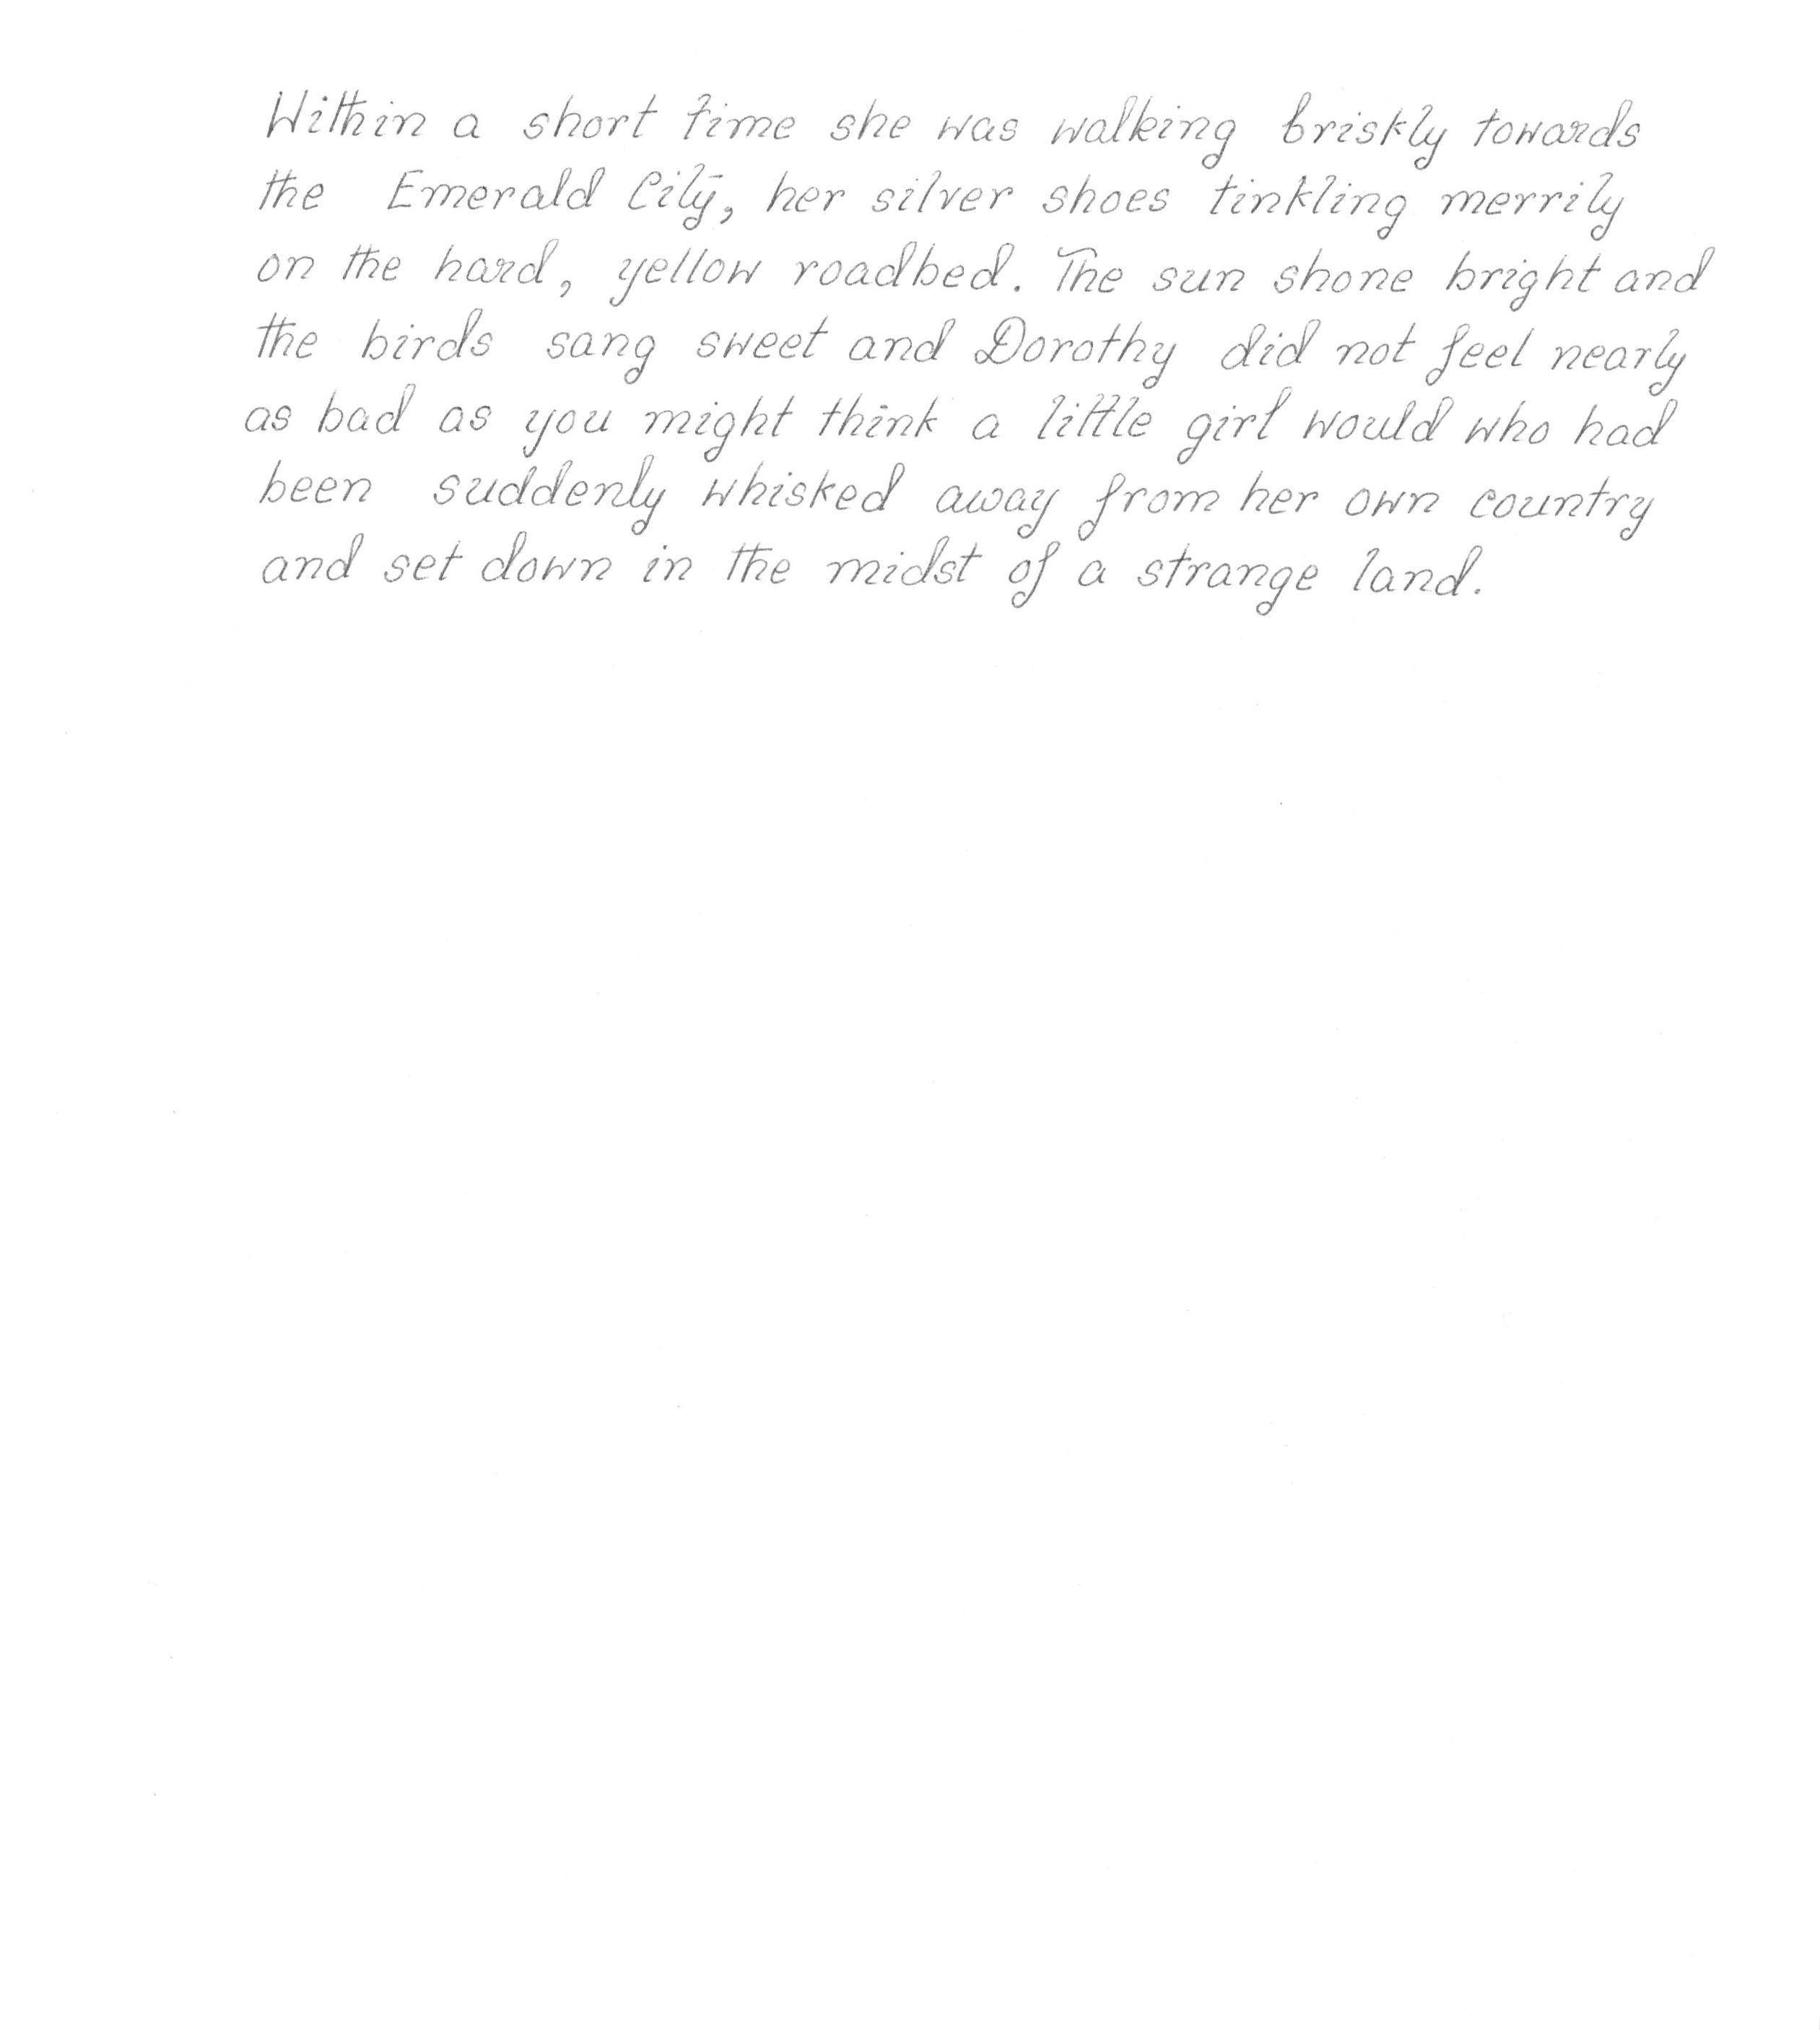 Within a short time she was walking briskly towards
the Emerald City, her silver shoes tinkling merrily
on the hard, yellow roadbed. The sun shone bright and
the birds sang sweet and Dorothy did not feel nearly
as bad as you might think a little girl would who had
been suddenly whisked away from her own country
and set down in the midst of a strange land.